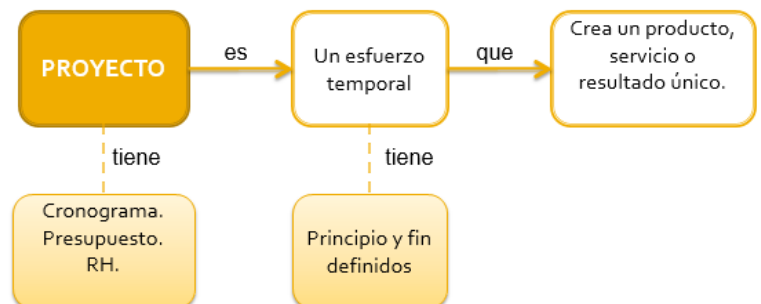 PROYECTO
es
Un esfuerzo
temporal
que
Crea un producto,
servicio o
resultado único.
tiene
tiene
Cronograma.
Presupuesto.
RH.
Principio y fin
definidos